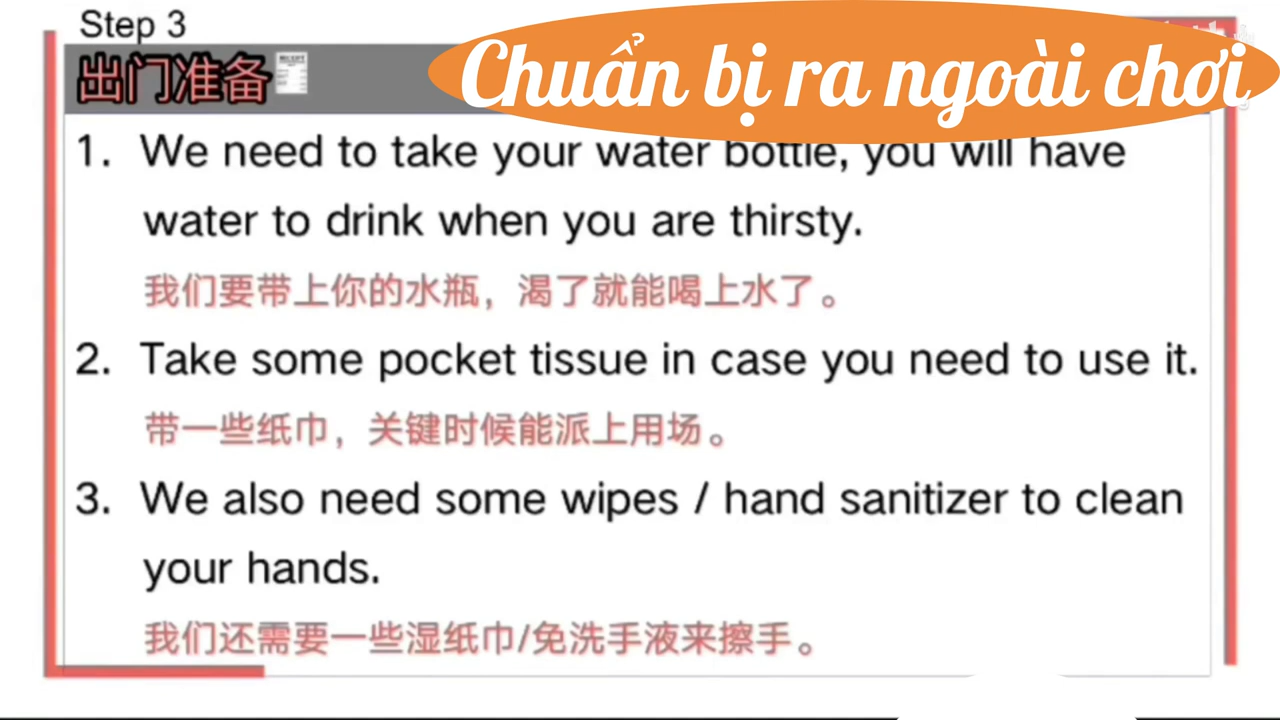 Step 3
Chuẩn bị ra ngoài chơi
出门准备
1. We need to take your water bottle, you will have
water to drink when you are thirsty.
我们要带上你的水瓶，渴了就能喝上水了。
2. Take some pocket tissue in case you need to use it.
带一些纸巾，关键时候能派上用场。
3. We also need some wipes / hand sanitizer to clean
your hands.
我们还需要一些湿纸巾/免洗手液来擦手。